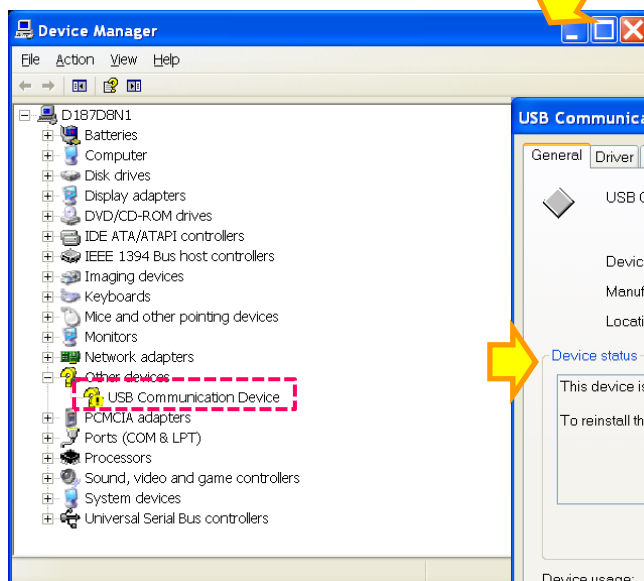 Device Manager
File Action View Help
D187D8N1
Batteries
Computer
Disk drives
Display adapters
DVD/CD-ROM drives
IDE ATA/ATAPI controllers
IEEE 1394 Bus host controllers
Imaging devices
Keyboards
Mice and other pointing devices
Monitors
Network adapters
Other devices
USB Communication Device
PCMCIA adapters
Ports (COM & LPT)
Processors
Sound, video and game controllers
System devices
Universal Serial Bus controllers
USB Communica
General Driver
USB C
Devic
Manuf
Locati
Device status
This device is
To reinstall th
Device usage: